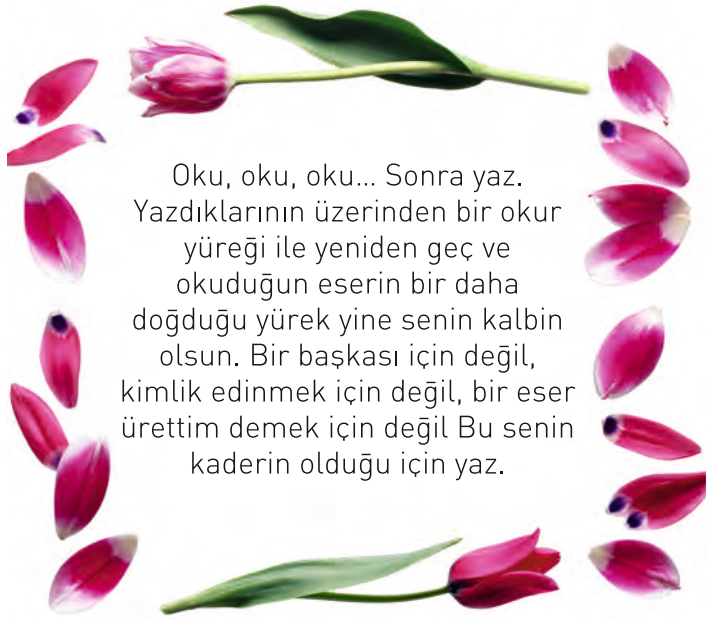 Oku, oku, oku... Sonra yaz.
Yazdıklarının üzerinden bir okur
yüreği ile yeniden geç ve
okuduğun eserin bir daha
doğduğu yürek yine senin kalbin
olsun. Bir başkası için değil,
kimlik edinmek için değil, bir eser
ürettim demek için değil Bu senin
kaderin olduğu için yaz.